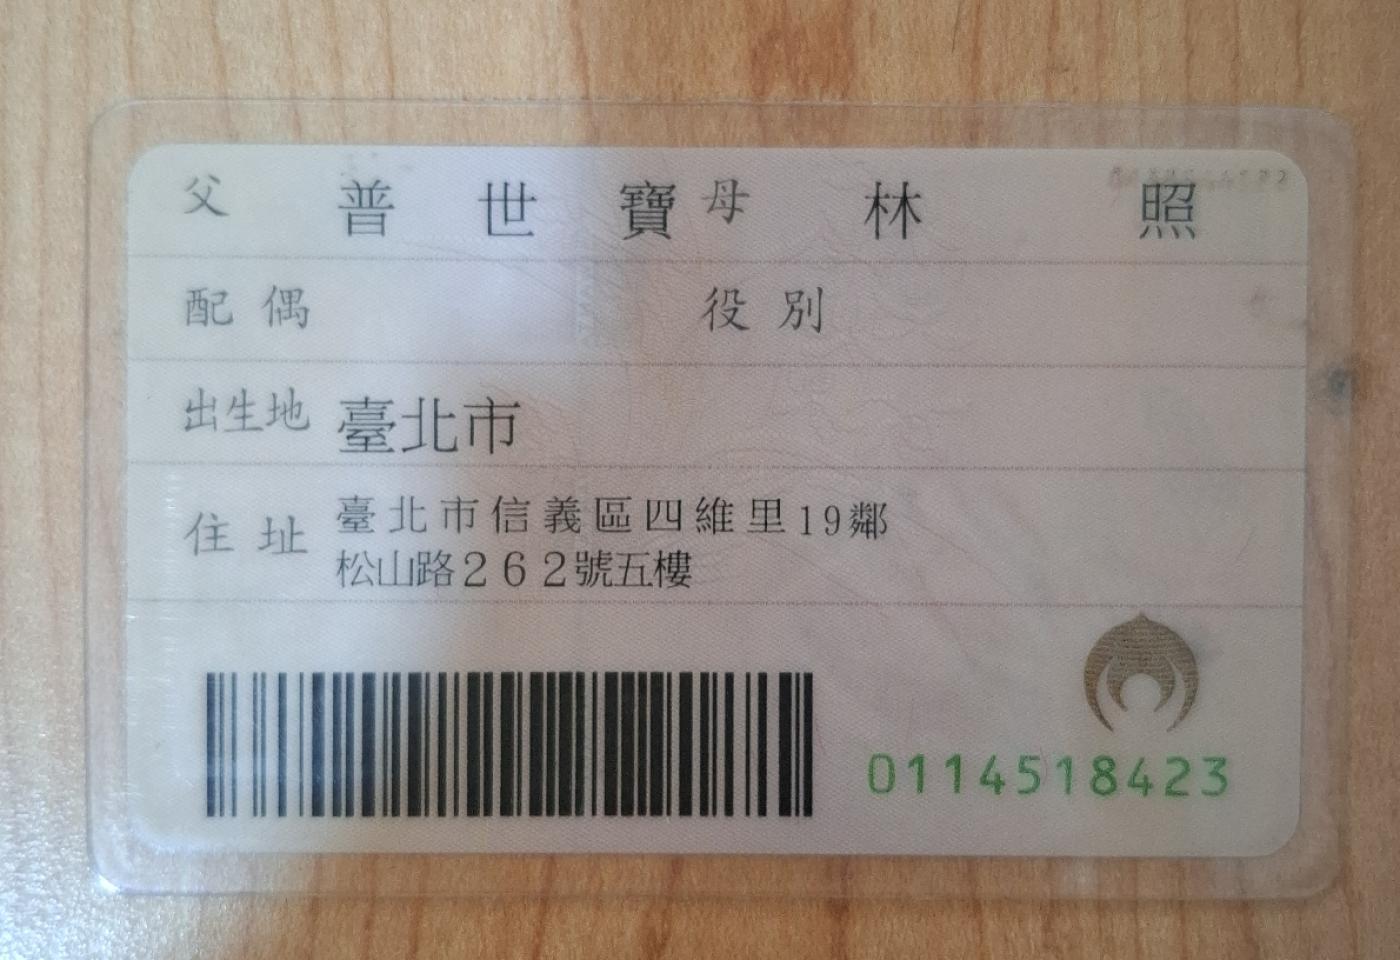 父 普世寶 母 林照
配偶 役別
出生地 臺北市
住址 臺北市信義區四維里19鄰
松山路262號五樓
0114518423